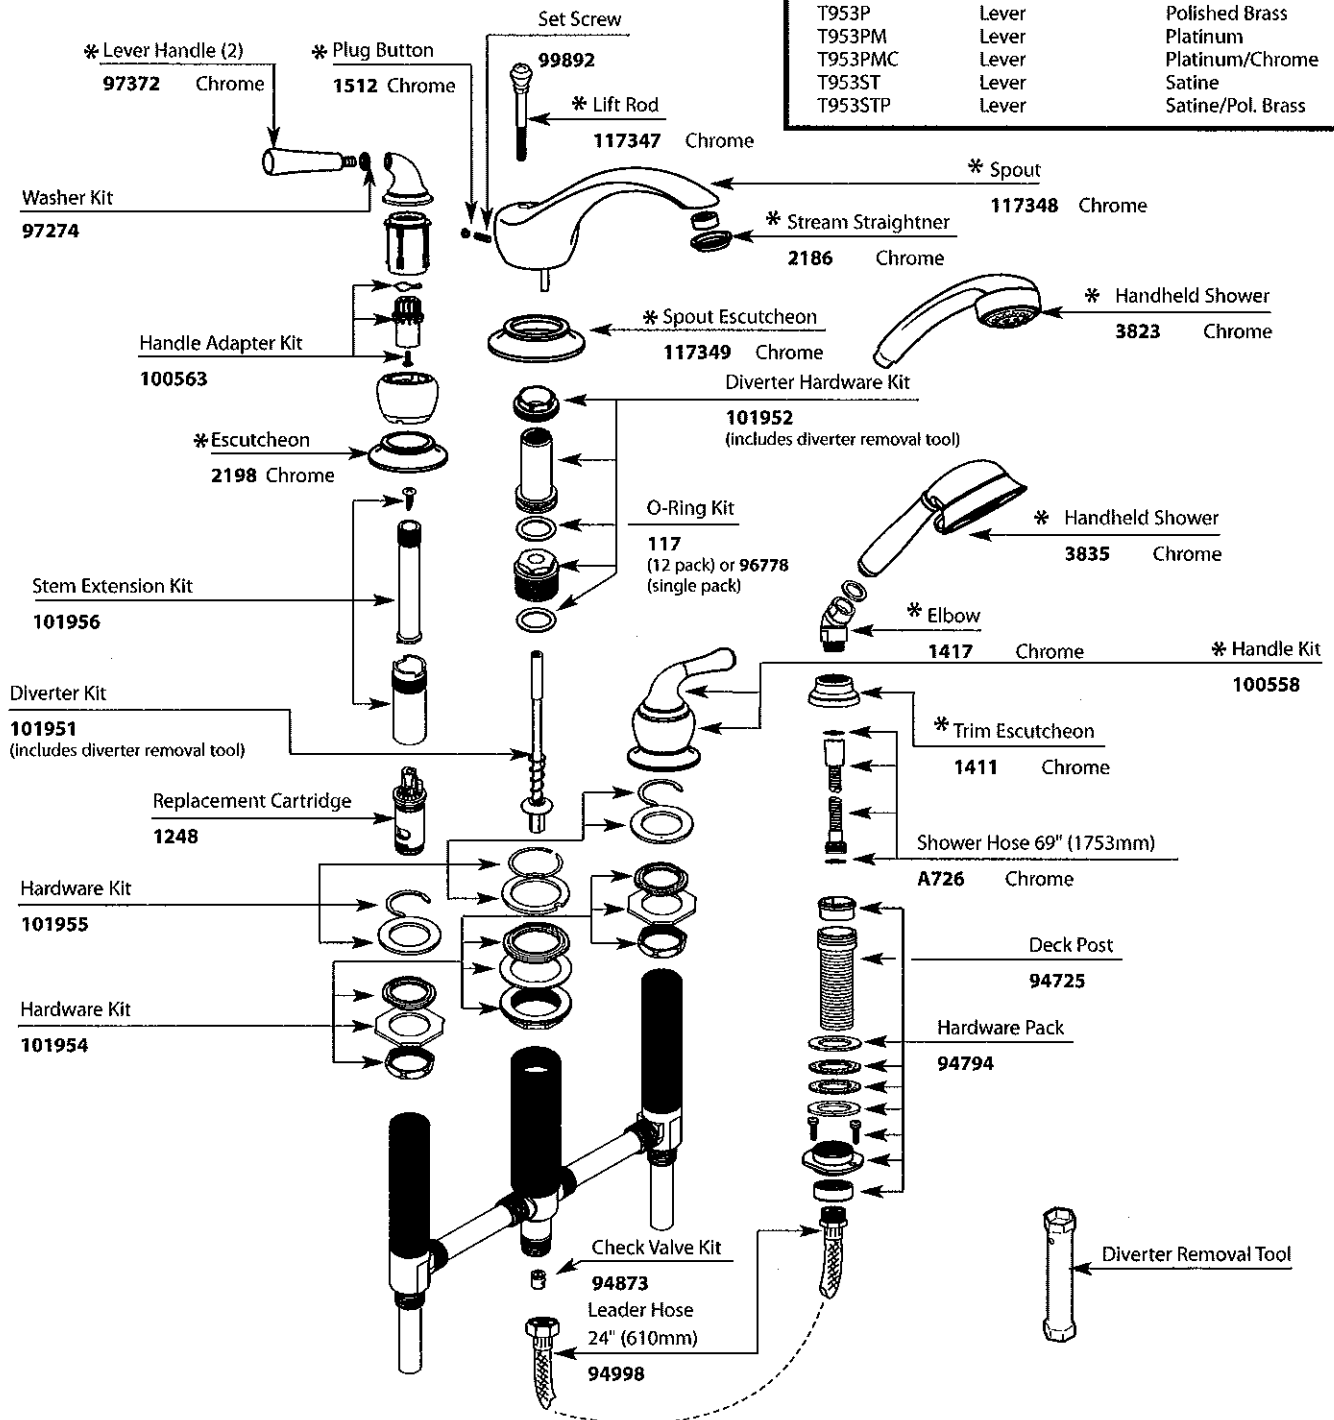 T953P Lever Polished Brass
T953PM Lever Platinum
T953PMC Lever Platinum/Chrome
T953ST Lever Satine
T953STP Lever Satine/Pol. Brass
Set Screw
99892
* Lever Handle (2)
97372 Chrome
* Plug Button
1512 Chrome
* Lift Rod
117347 Chrome
* Spout
117348 Chrome
Washer Kit
97274
* Stream Straightner
2186 Chrome
* Handheld Shower
3823 Chrome
* Spout Escutcheon
117349 Chrome
Handle Adapter Kit
100563
Diverter Hardware Kit
101952
(includes diverter removal tool)
* Escutcheon
2198 Chrome
O-Ring Kit
117
(12 pack) or 96778
(single pack)
* Handheld Shower
3835 Chrome
Stem Extension Kit
101956
* Elbow
1417 Chrome
* Handle Kit
100558
Diverter Kit
101951
(includes diverter removal tool)
* Trim Escutcheon
1411 Chrome
Replacement Cartridge
1248
Shower Hose 69" (1753mm)
A726 Chrome
Hardware Kit
101955
Deck Post
94725
Hardware Kit
101954
Hardware Pack
94794
Check Valve Kit
94873
Leader Hose
24" (610mm)
94998
Diverter Removal Tool